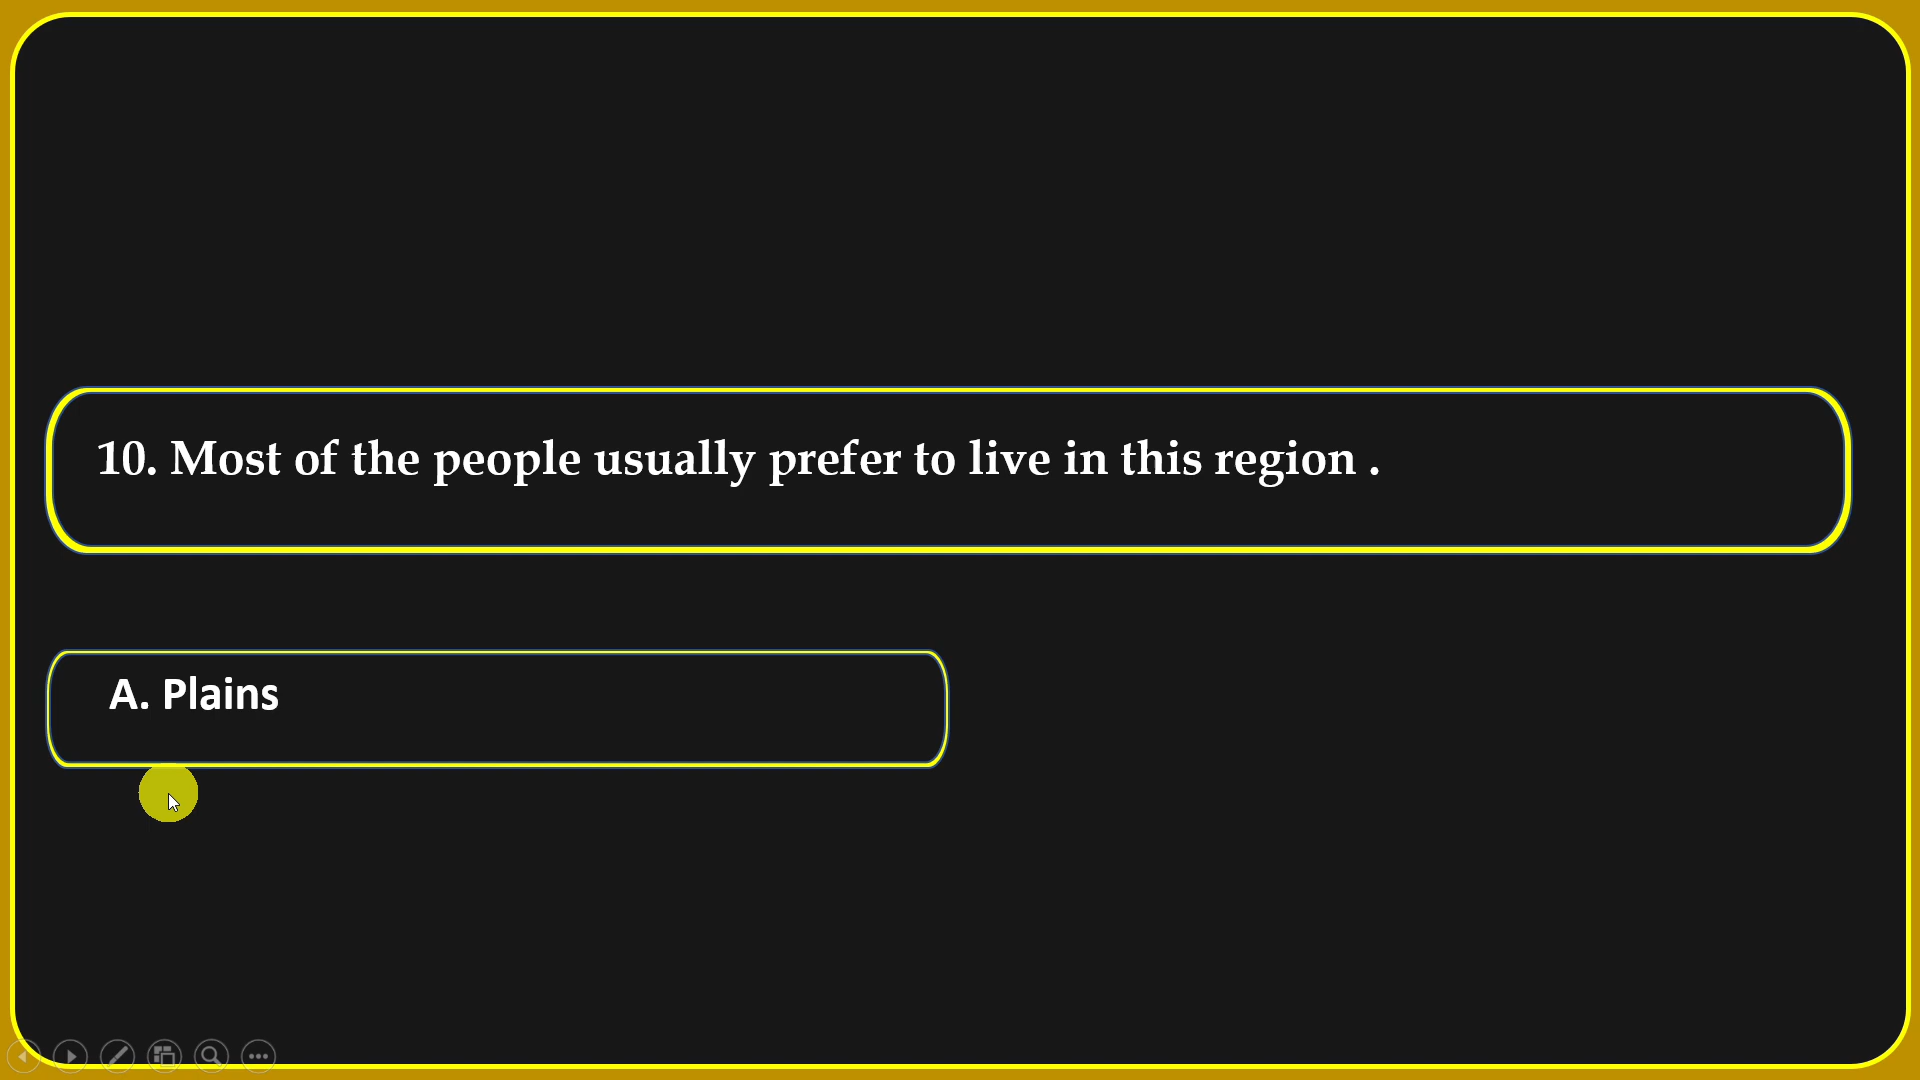 10. Most of the people usually prefer to live in this region .
A. Plains